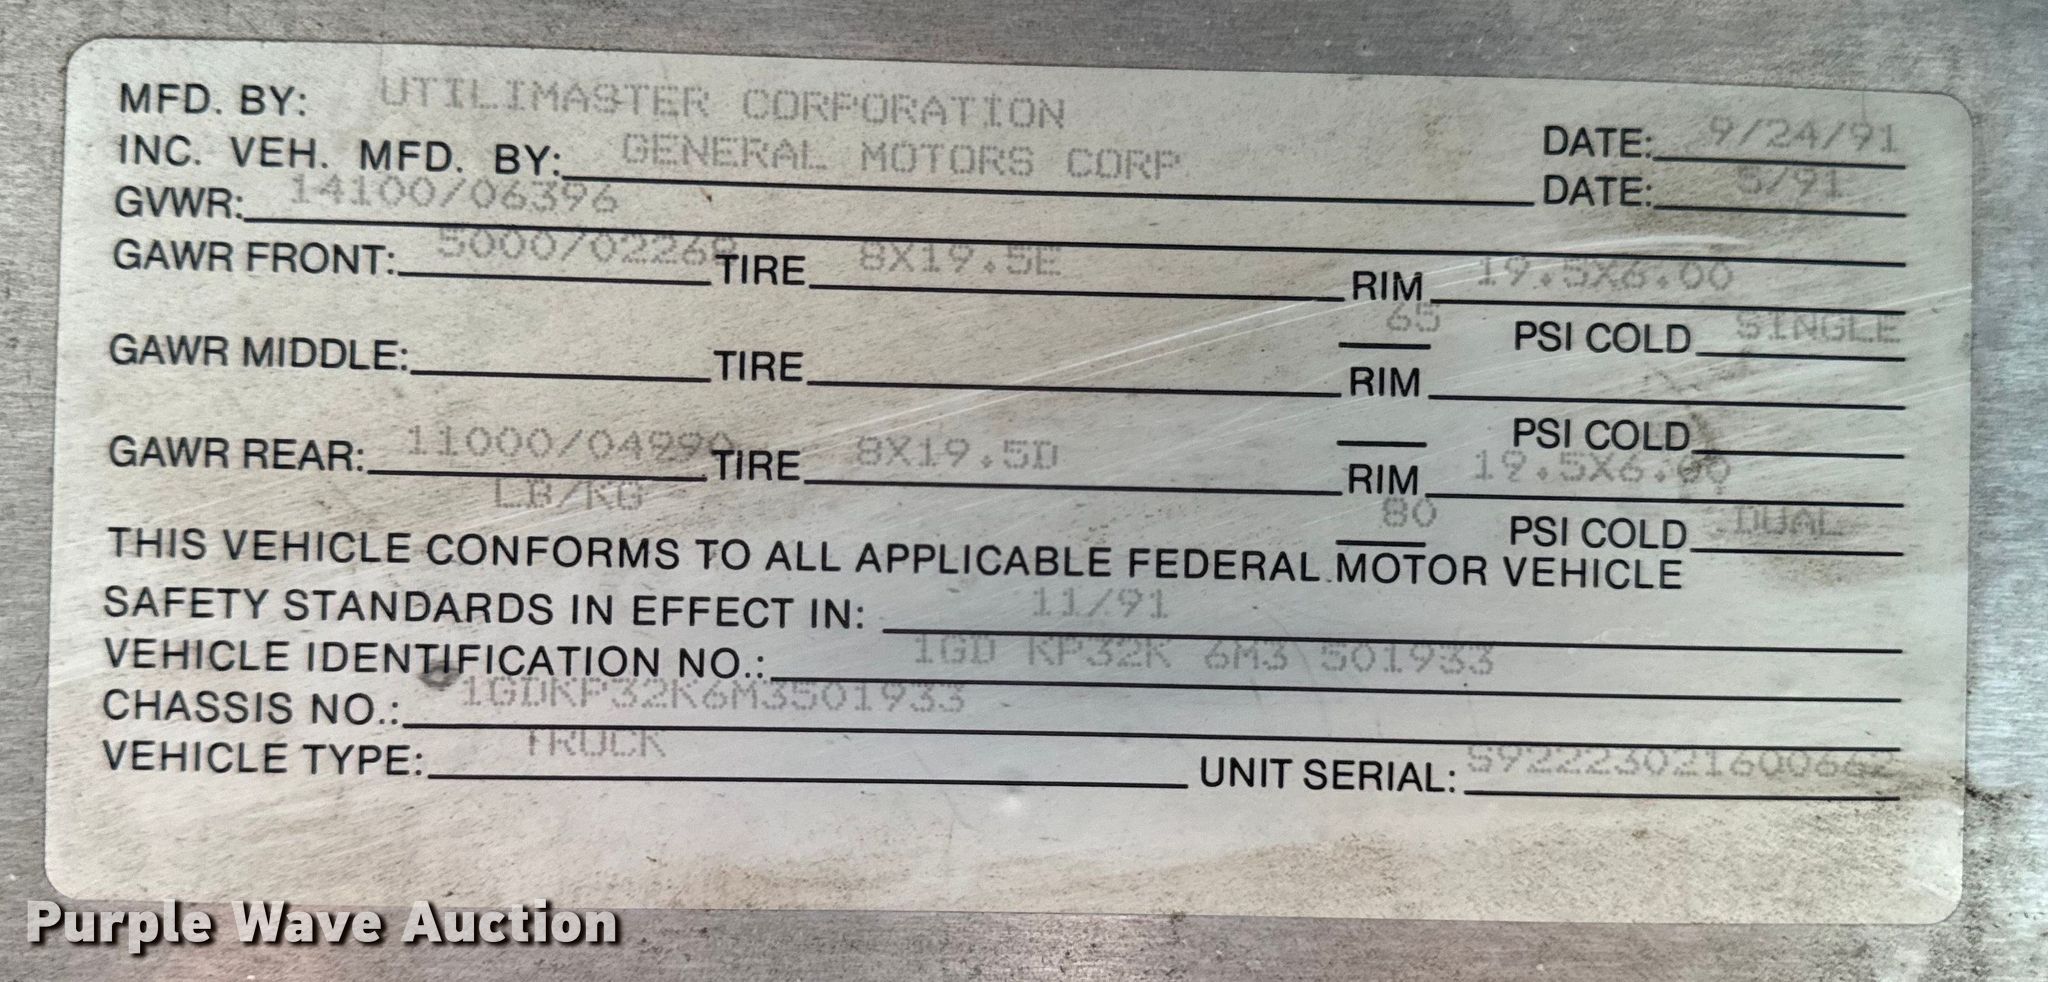 MFD. BY: UTILIMASTER CORPORATION DATE: 9/24/91
INC. VEH. MFD. BY: GENERAL MOTORS CORP DATE: 5/91
GVWR: 14100/06396
GAWR FRONT: 5000/02268 TIRE 8X19.5E RIM 19.5X6.00
65 PSI COLD SINGLE
GAWR MIDDLE: TIRE RIM
PSI COLD
GAWR REAR: 11000/04990 TIRE 8X19.5D RIM 19.5X6.00
LB/KG 80 PSI COLD DUAL
THIS VEHICLE CONFORMS TO ALL APPLICABLE FEDERAL MOTOR VEHICLE
SAFETY STANDARDS IN EFFECT IN: 11/91
VEHICLE IDENTIFICATION NO.: 1GD KP32K 6M3 501933
CHASSIS NO.: 1GDKP32K6M3501933
VEHICLE TYPE: TRUCK UNIT SERIAL: S92223021600662
Purple Wave Auction